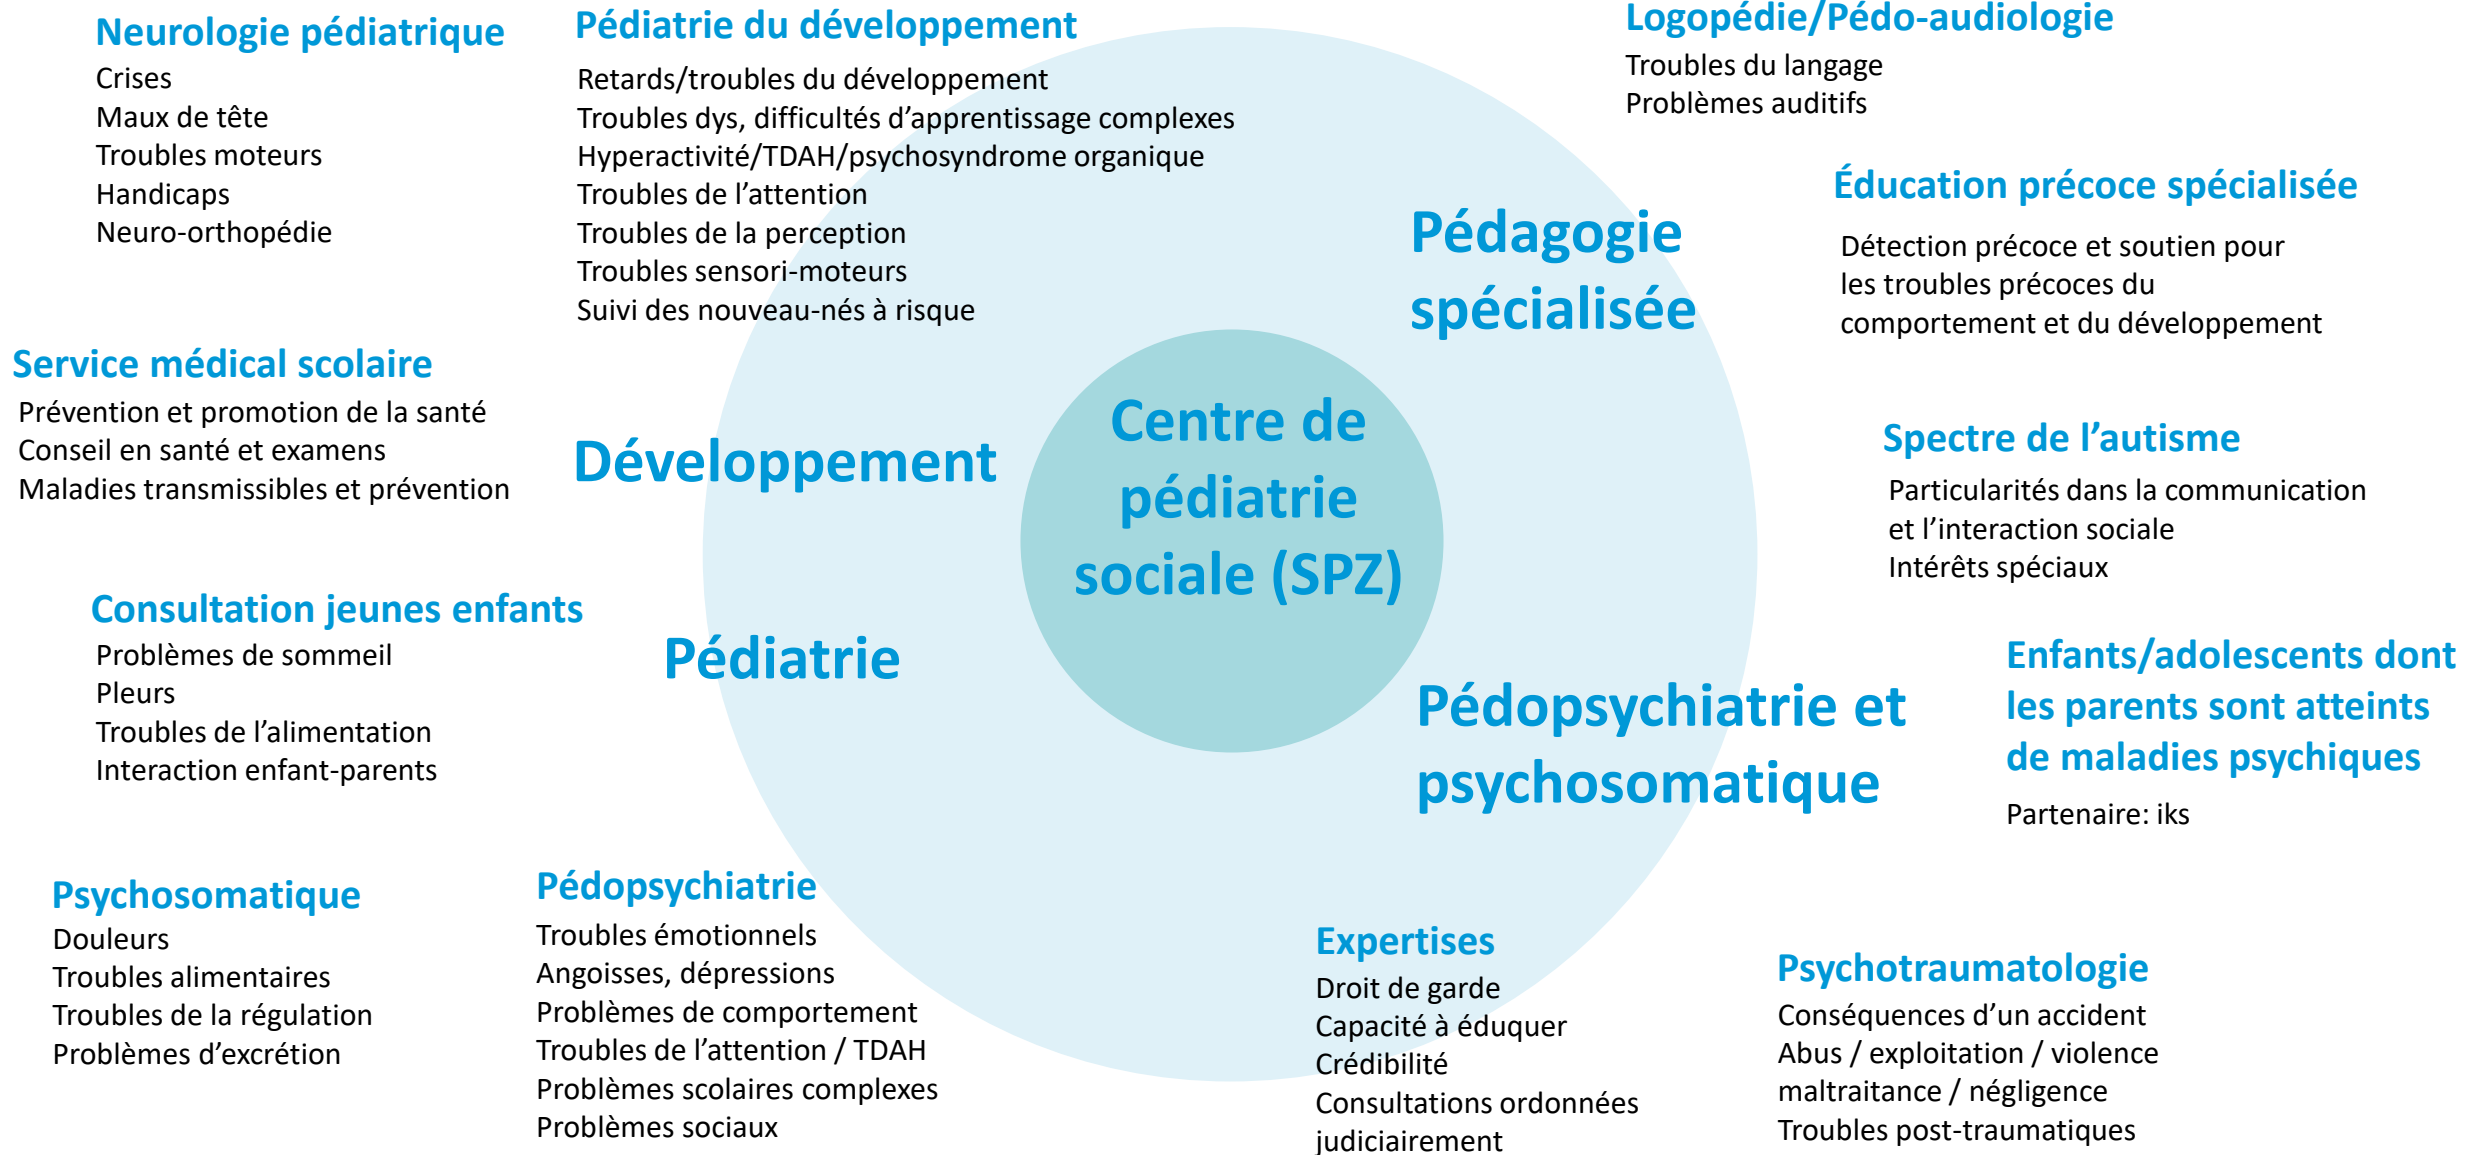 Neurologie pédiatrique
Crises
Maux de tête
Troubles moteurs
Handicaps
Neuro-orthopédie
Pédiatrie du développement
Retards/troubles du développement
Troubles dys, difficultés d’apprentissage complexes
Hyperactivité/TDAH/psychosyndrome organique
Troubles de l’attention
Troubles de la perception
Troubles sensori-moteurs
Suivi des nouveau-nés à risque
Logopédie/Pédo-audiologie
Troubles du langage
Problèmes auditifs
Éducation précoce spécialisée
Détection précoce et soutien pour
les troubles précoces du
comportement et du développement
Pédagogie
spécialisée
Service médical scolaire
Prévention et promotion de la santé
Conseil en santé et examens
Maladies transmissibles et prévention
Développement
Centre de
pédiatrie
sociale (SPZ)
Spectre de l’autisme
Particularités dans la communication
et l’interaction sociale
Intérêts spéciaux
Consultation jeunes enfants
Problèmes de sommeil
Pleurs
Troubles de l’alimentation
Interaction enfant-parents
Pédiatrie
Pédopsychiatrie et
psychosomatique
Enfants/adolescents dont
les parents sont atteints
de maladies psychiques
Partenaire: iks
Psychosomatique
Douleurs
Troubles alimentaires
Troubles de la régulation
Problèmes d’excrétion
Pédopsychiatrie
Troubles émotionnels
Angoisses, dépressions
Problèmes de comportement
Troubles de l’attention / TDAH
Problèmes scolaires complexes
Problèmes sociaux
Expertises
Droit de garde
Capacité à éduquer
Crédibilité
Consultations ordonnées
judiciairement
Psychotraumatologie
Conséquences d’un accident
Abus / exploitation / violence
maltraitance / négligence
Troubles post-traumatiques